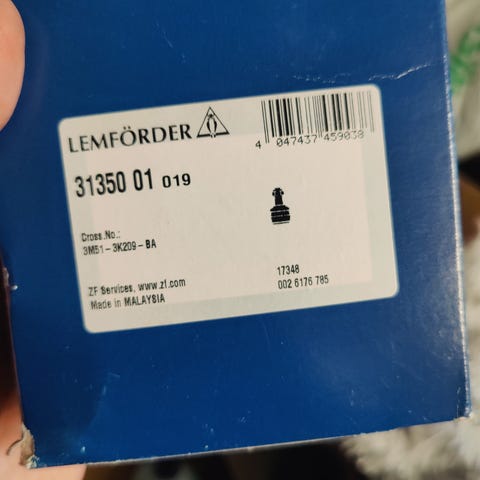 LEMFÖRDER
4 047437 459038
31350 01 019
Cross.No.:
3M51-3K209-BA
ZF Services, www.zf.com
Made in MALAYSIA
17348
002 6176 785